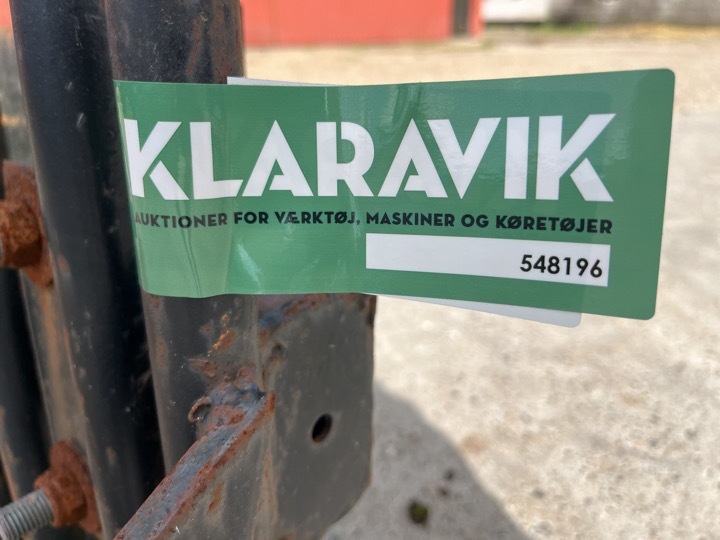 KLARAVIK
AUKTIONER FOR VÆRKTØJ, MASKINER OG KØRETØJER
548196